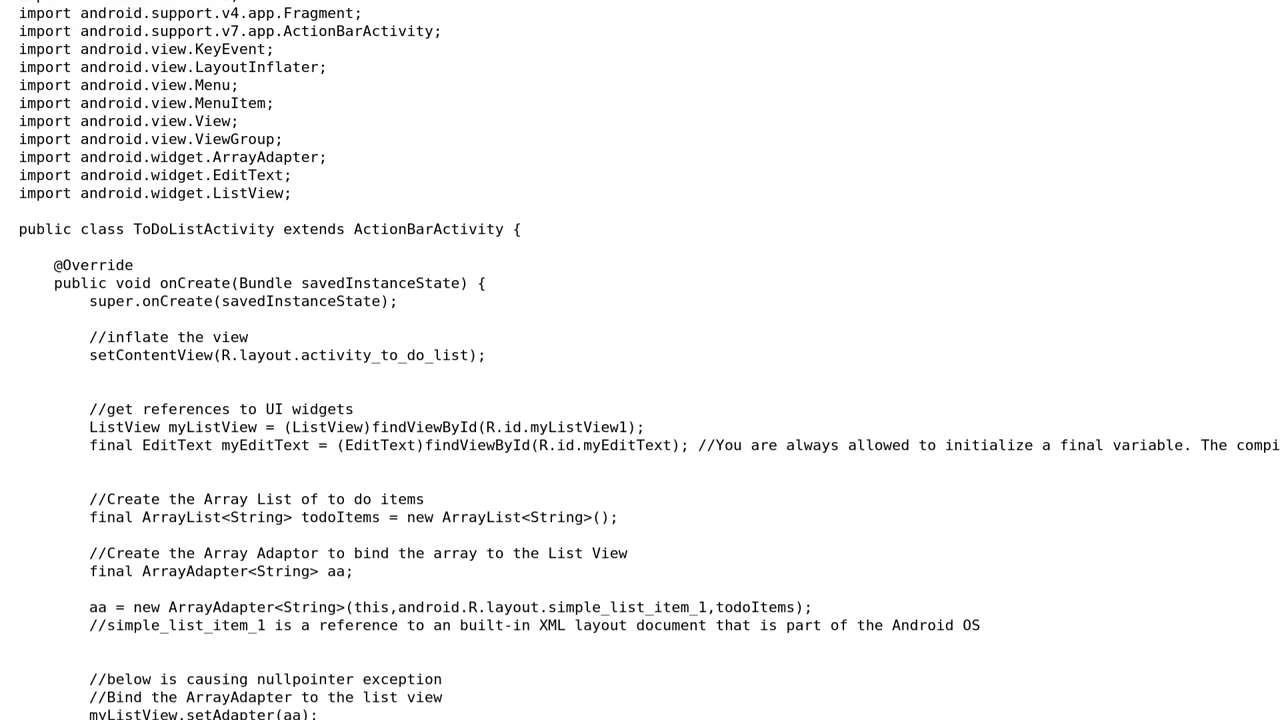 import android.support.v4.app.Fragment;
import android.support.v7.app.ActionBarActivity;
import android.view.KeyEvent;
import android.view.LayoutInflater;
import android.view.Menu;
import android.view.MenuItem;
import android.view.View;
import android.view.ViewGroup;
import android.widget.ArrayAdapter;
import android.widget.EditText;
import android.widget.ListView;
public class ToDoListActivity extends ActionBarActivity {
@Override
public void onCreate(Bundle savedInstanceState) {
super.onCreate(savedInstanceState);
//inflate the view
setContentView(R.layout.activity_to_do_list);
//get references to UI widgets
ListView myListView = (ListView)findViewById(R.id.myListView1);
final EditText myEditText = (EditText)findViewById(R.id.myEditText); //You are always allowed to initialize a final variable. The compi
//Create the Array List of to do items
final ArrayList<String> todoItems = new ArrayList<String>();
//Create the Array Adaptor to bind the array to the List View
final ArrayAdapter<String> aa;
aa = new ArrayAdapter<String>(this,android.R.layout.simple_list_item_1,todoItems);
//simple_list_item_1 is a reference to an built-in XML layout document that is part of the Android OS
//below is causing nullpointer exception
//Bind the ArrayAdapter to the list view
myListView.setAdapter(aa);